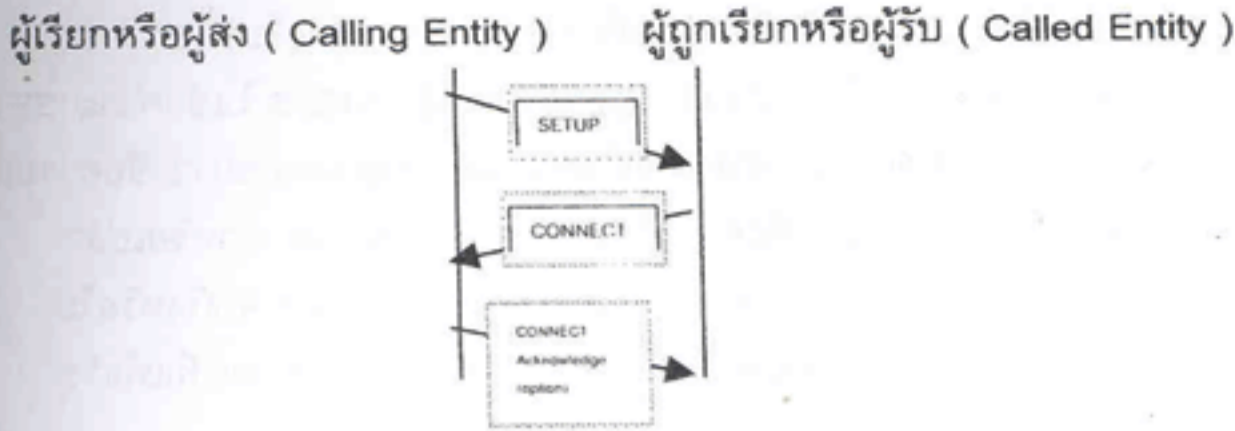 ผู้เรียกหรือผู้ส่ง ( Calling Entity ) ผู้ถูกเรียกหรือผู้รับ ( Called Entity )
SETUP
CONNECT
CONNECT
Acknowledge